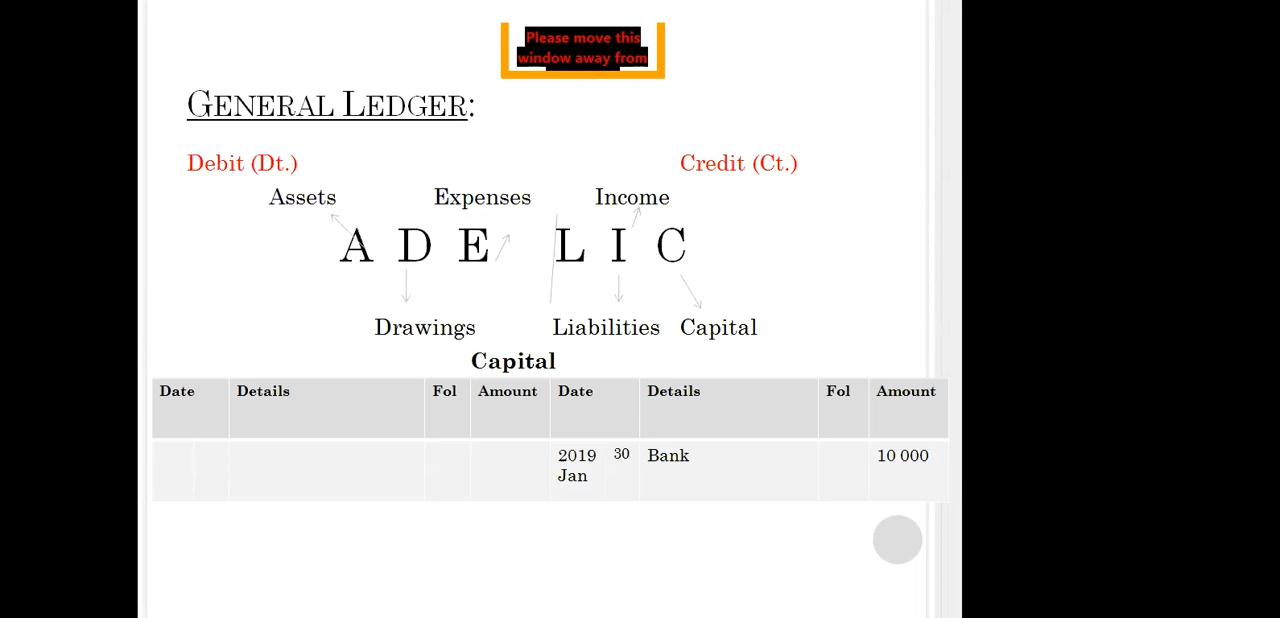 Please move this
window away from
GENERAL LEDGER:
Debit (Dt.) Credit (Ct.)
Assets Expenses Income
A D E L I C
Drawings Liabilities Capital
Capital
Date Details Fol Amount Date Details Fol Amount
2019 30 Bank 10 000
Jan